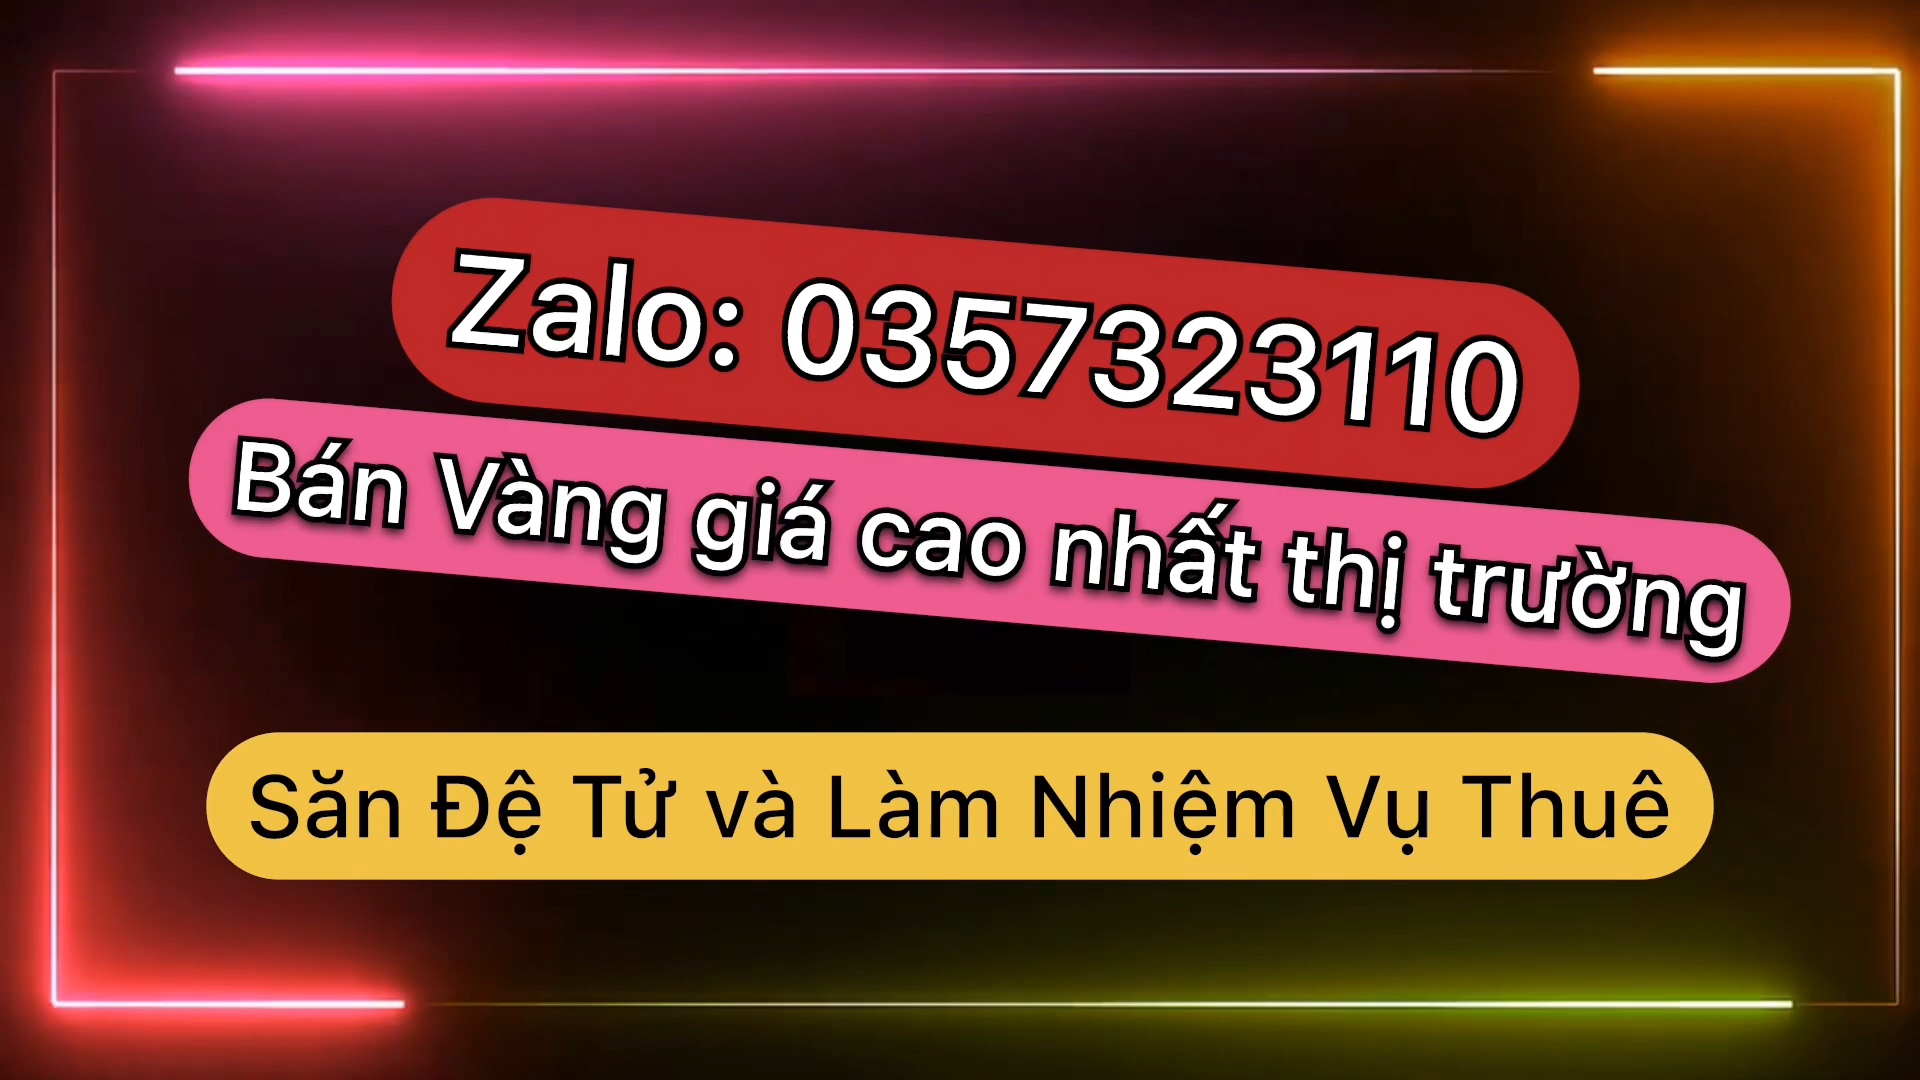 Zalo: 0357323110
Bán Vàng giá cao nhất thị trường
Săn Đệ Tử và Làm Nhiệm Vụ Thuê